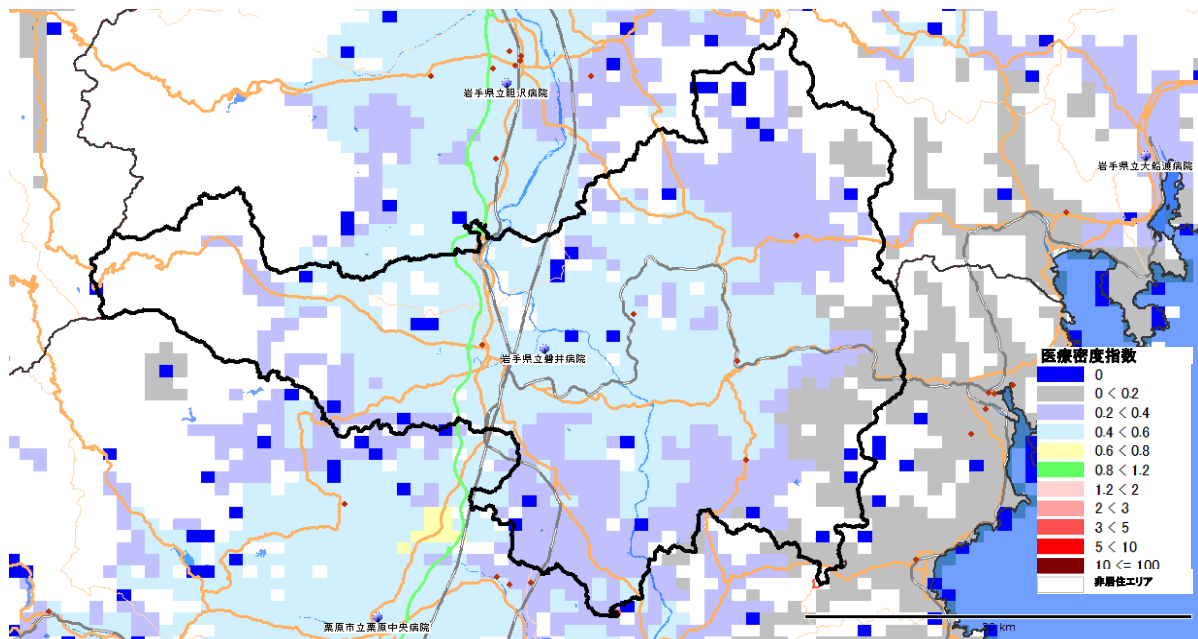 岩手県立胆沢病院
岩手県立大船渡病院
岩手県立磐井病院
医療密度指数
0
0 < 0.2
0.2 < 0.4
0.4 < 0.6
0.6 < 0.8
0.8 < 1.2
1.2 < 2
2 < 3
3 < 5
5 < 10
10 <= 100
非居住エリア
栗原市立栗原中央病院